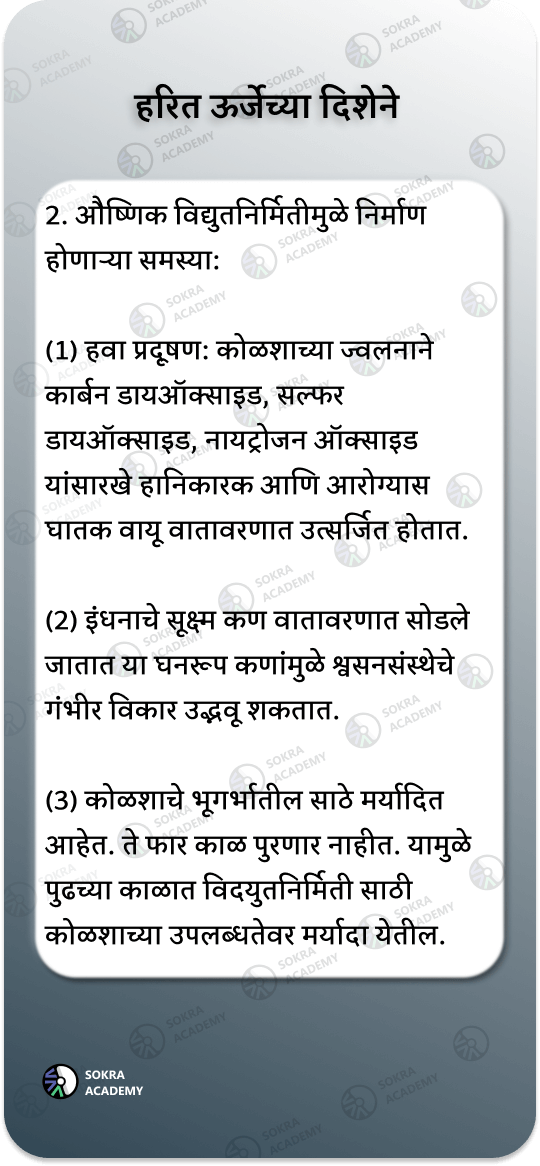 हरित ऊर्जेच्या दिशेने
2. औष्णिक विद्युतनिर्मितीमुळे निर्माण
होणाऱ्या समस्या:
(1) हवा प्रदूषण: कोळशाच्या ज्वलनाने
कार्बन डायऑक्साइड, सल्फर
डायऑक्साइड, नायट्रोजन ऑक्साइड
यांसारखे हानिकारक आणि आरोग्यास
घातक वायू वातावरणात उत्सर्जित होतात.
(2) इंधनाचे सूक्ष्म कण वातावरणात सोडले
जातात या घनरूप कणांमुळे श्वसनसंस्थेचे
गंभीर विकार उद्भवू शकतात.
(3) कोळशाचे भूगर्भातील साठे मर्यादित
आहेत. ते फार काळ पुरणार नाहीत. यामुळे
पुढच्या काळात विदयुतनिर्मिती साठी
कोळशाच्या उपलब्धतेवर मर्यादा येतील.
SOKRA
ACADEMY